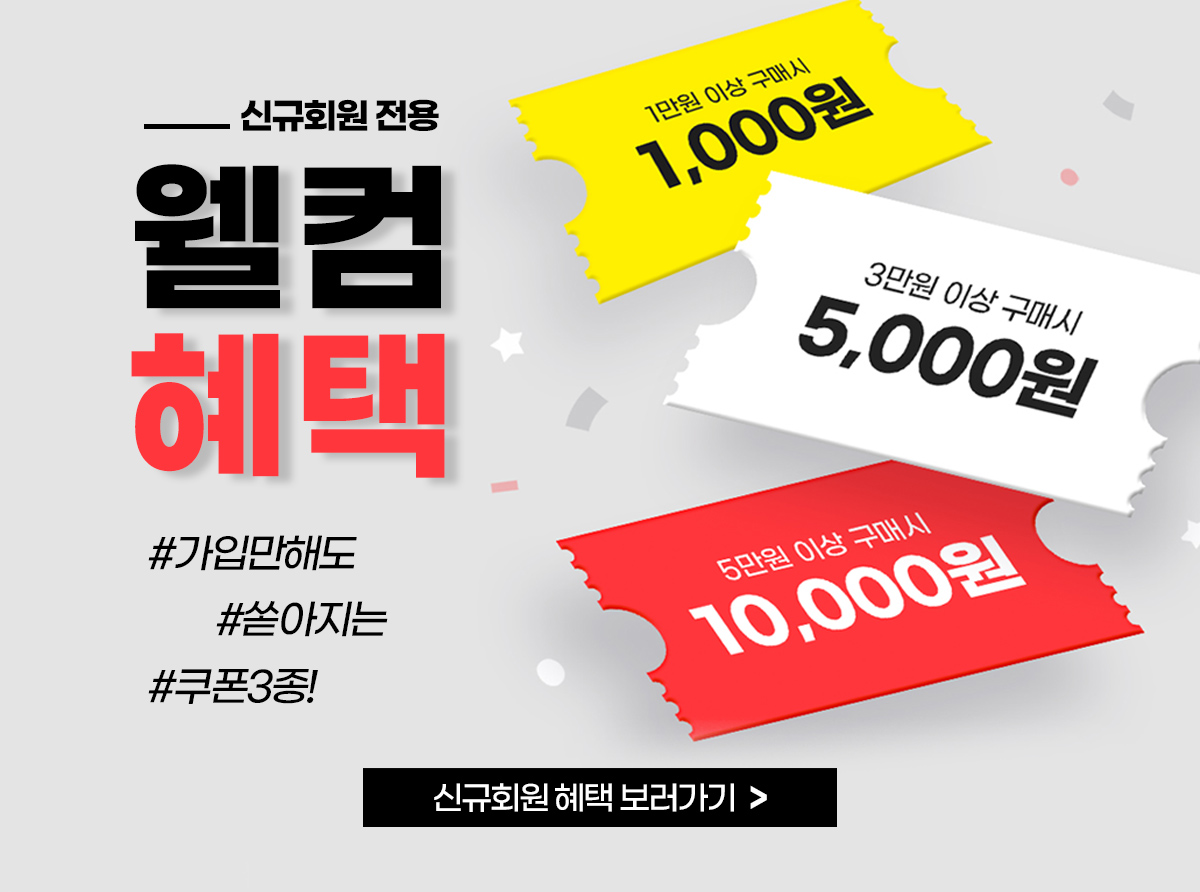 신규회원 전용
웰컴
혜택
#가입만해도
#쏟아지는
#쿠폰3종!
1만원 이상 구매시
1,000원
3만원 이상 구매시
5,000원
5만원 이상 구매시
10,000원
신규회원 혜택 보러가기 >